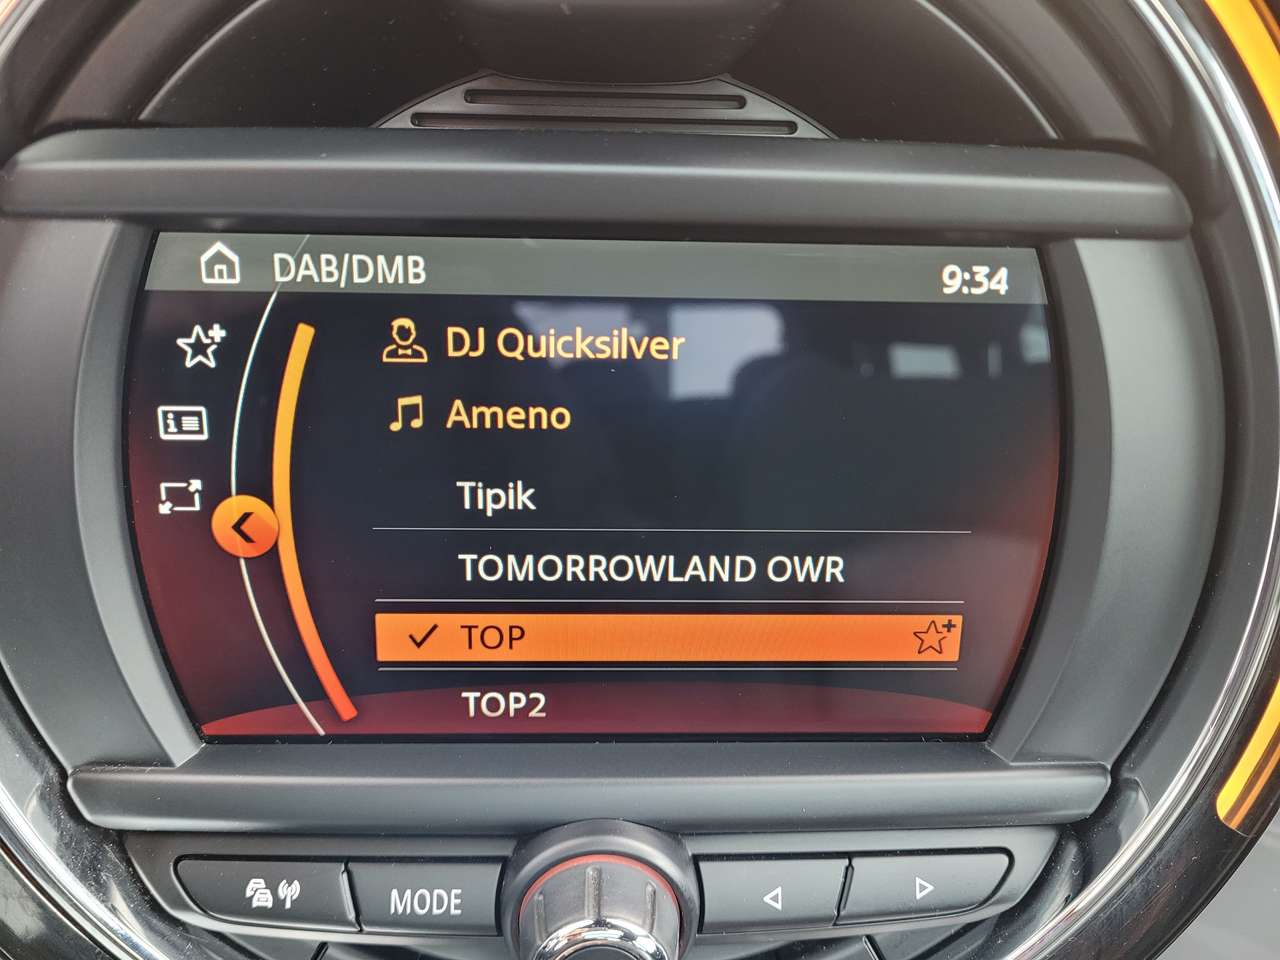 DAB/DMB
9:34
DJ Quicksilver
Ameno
Tipik
TOMORROWLAND OWR
TOP
TOP2
MODE